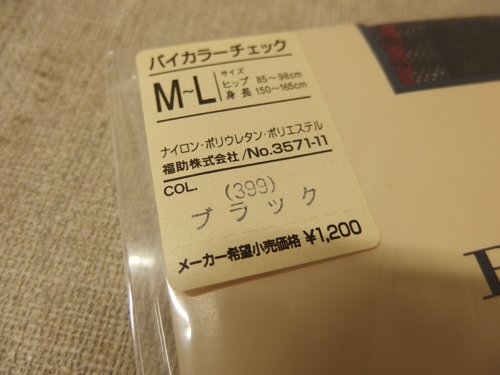 バイカラーチェック
M~L
サイズ
ヒップ 85~98cm
身長 150~165cm
ナイロン・ポリウレタン・ポリエステル
福助株式会社/No.3571-11
COL. (399)
ブラック
メーカー希望小売価格 ¥1,200